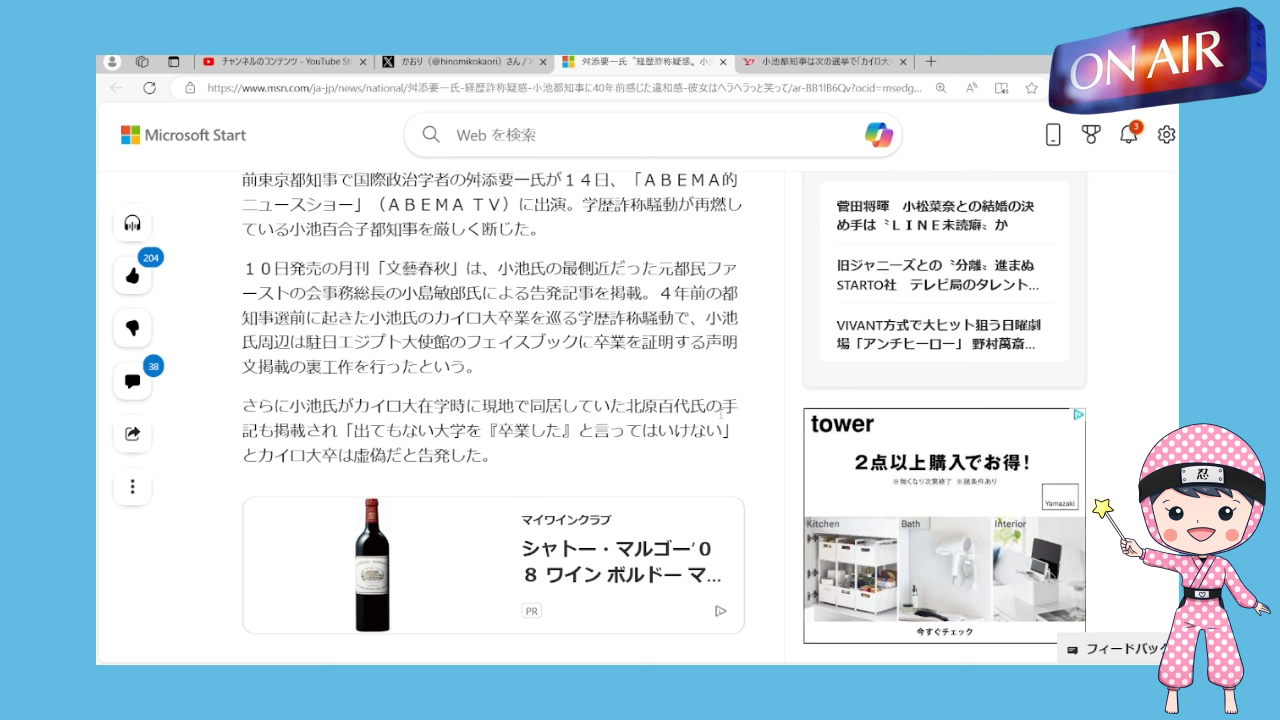 チャンネルのコンテンツ - YouTube St
かおり（@hinomikokaori）さん / X
舛添要一氏〝経歴詐称疑惑〟小
小池都知事は次の選挙で「カイロ大
https://www.msn.com/ja-jp/news/national/舛添要一氏-経歴詐称疑惑-小池都知事に40年前感じた違和感-彼女はヘラヘラっと笑って/ar-BB1lB6Qv?ocid=msedg...
ON AIR
Microsoft Start
Web を検索
3
前東京都知事で国際政治学者の舛添要一氏が１４日、「ＡＢＥＭＡ的
ニュースショー」（ＡＢＥＭＡ ＴＶ）に出演。学歴詐称騒動が再燃し
ている小池百合子都知事を厳しく断じた。
１０日発売の月刊「文藝春秋」は、小池氏の最側近だった元都民ファ
ーストの会事務総長の小島敏郎氏による告発記事を掲載。４年前の都
知事選前に起きた小池氏のカイロ大卒業を巡る学歴詐称騒動で、小池
氏周辺は駐日エジプト大使館のフェイスブックに卒業を証明する声明
文掲載の裏工作を行ったという。
さらに小池氏がカイロ大在学時に現地で同居していた北原百代氏の手
記も掲載され「出てもない大学を『卒業した』と言ってはいけない」
とカイロ大卒は虚偽だと告発した。
204
38
マイワインクラブ
シャトー・マルゴー’０
８ ワイン ボルドー マ...
PR
菅田将暉　小松菜奈との結婚の決
め手は〝ＬＩＮＥ未読癖〟か
旧ジャニーズとの〝分離〟進まぬ
STARTO社　テレビ局のタレント...
VIVANT方式で大ヒット狙う日曜劇
場「アンチヒーロー」 野村萬斎...
tower
２点以上購入でお得！
※無くなり次第終了 ※諸条件あり
Yamazaki
Kitchen
Bath
Interior
今すぐチェック
フィードバック
忍